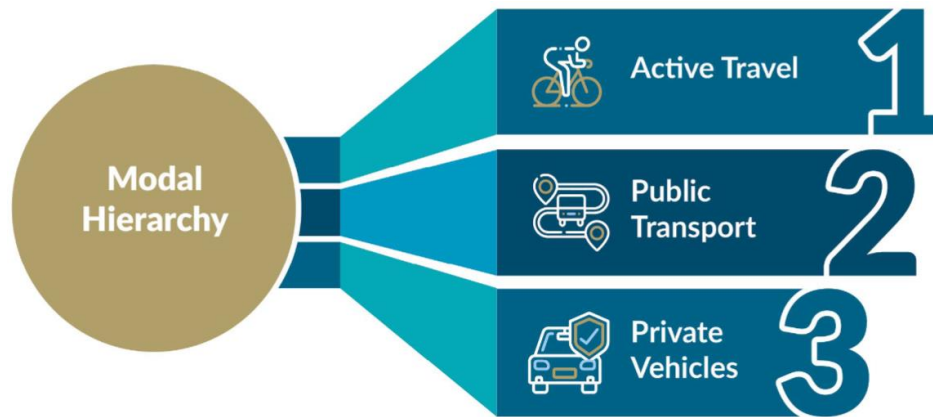 Modal
Hierarchy
Active Travel
1
Public
Transport
2
Private
Vehicles
3